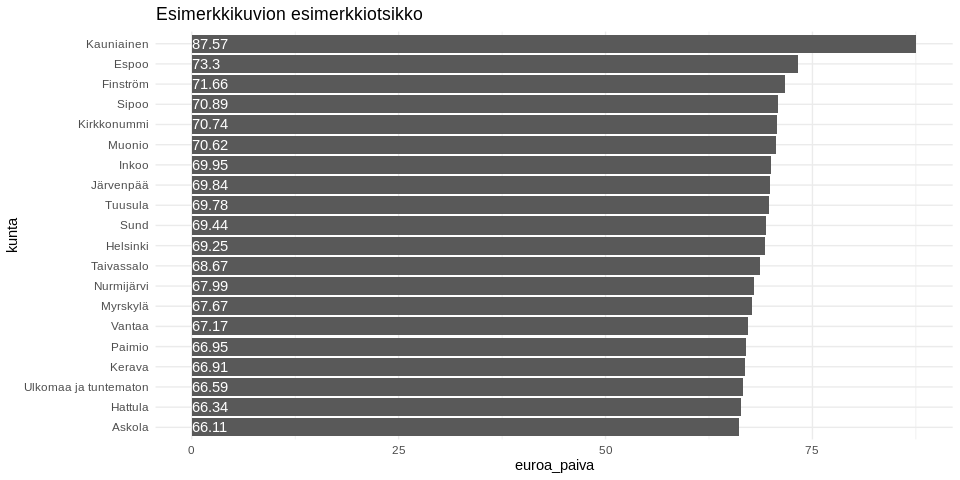 Esimerkkikuvion esimerkkiotsikko
kunta
Kauniainen 87.57
Espoo 73.3
Finström 71.66
Sipoo 70.89
Kirkkonummi 70.74
Muonio 70.62
Inkoo 69.95
Järvenpää 69.84
Tuusula 69.78
Sund 69.44
Helsinki 69.25
Taivassalo 68.67
Nurmijärvi 67.99
Myrskylä 67.67
Vantaa 67.17
Paimio 66.95
Kerava 66.91
Ulkomaa ja tuntematon 66.59
Hattula 66.34
Askola 66.11
0 25 50 75
euroa_paiva